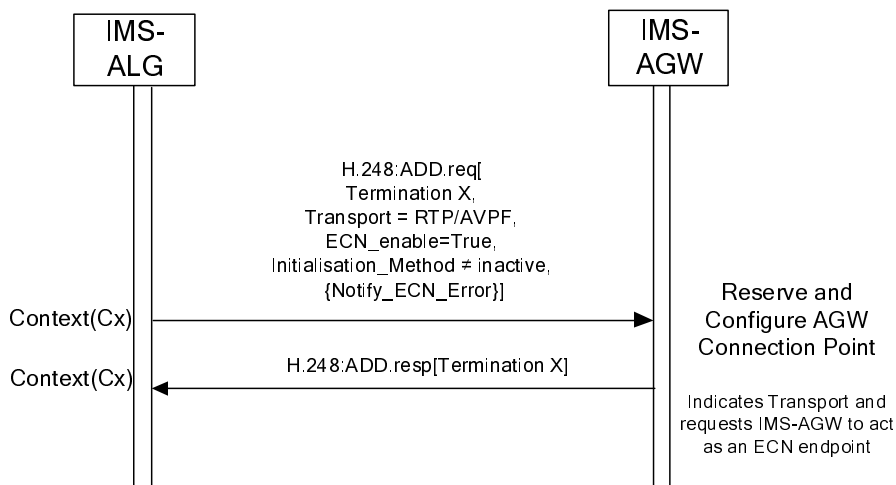 IMS-
ALG
IMS-
AGW
H.248:ADD.req[
Termination X,
Transport = RTP/AVPF,
ECN_enable=True,
Initialisation_Method ≠ inactive,
{Notify_ECN_Error}]
Context(Cx)
Reserve and
Configure AGW
Connection Point
H.248:ADD.resp[Termination X]
Context(Cx)
Indicates Transport and
requests IMS-AGW to act
as an ECN endpoint